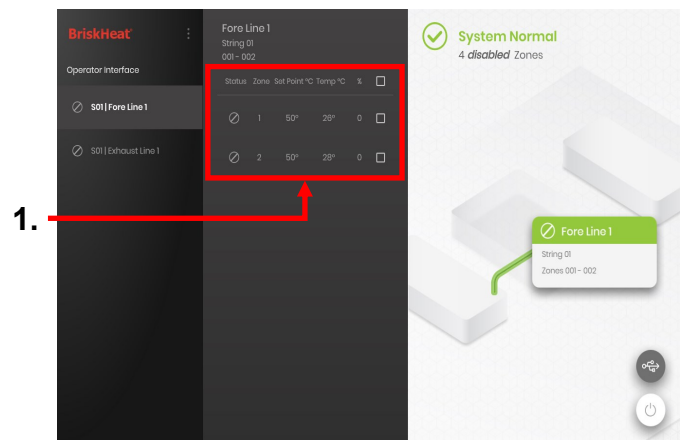 BriskHeat®
Operator Interface
S01 | Fore Line 1
S01 | Exhaust Line 1
Fore Line 1
String 01
001 - 002
Status Zone Set Point °C Temp °C %
1 50° 26° 0
2 50° 28° 0
System Normal
4 disabled Zones
Fore Line 1
String 01
Zones 001 - 002
1.